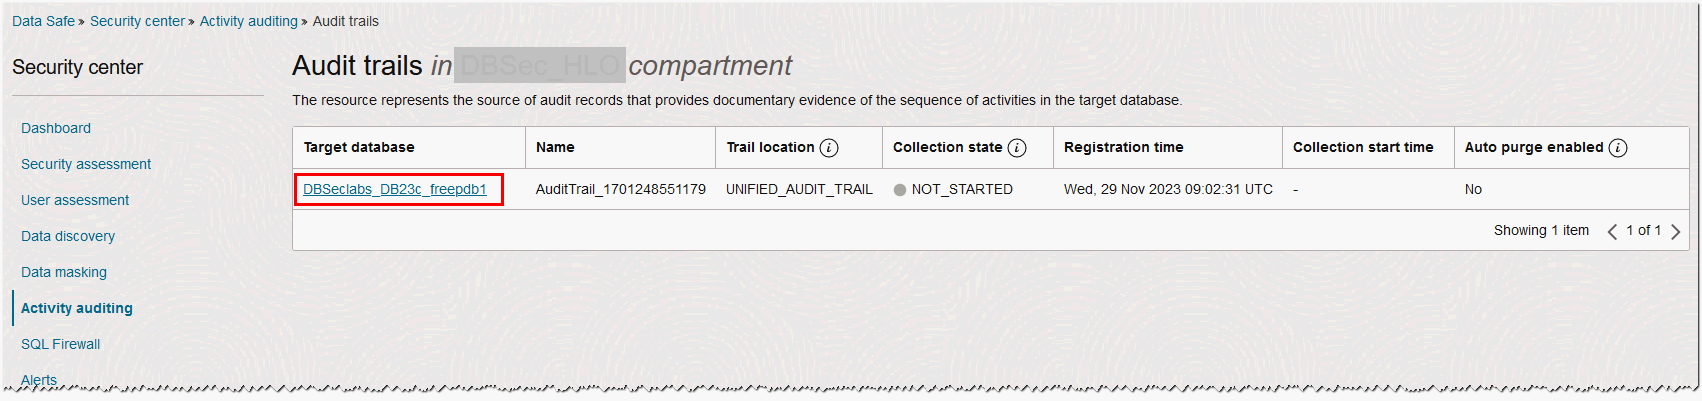 Data Safe » Security center » Activity auditing » Audit trails
Security center
Dashboard
Security assessment
User assessment
Data discovery
Data masking
Activity auditing
SQL Firewall
Alerts
Audit trails in DBSec_HLO compartment
The resource represents the source of audit records that provides documentary evidence of the sequence of activities in the target database.
Target database Name Trail location i Collection state i Registration time Collection start time Auto purge enabled i
DBSeclabs_DB23c_freepdb1 AuditTrail_1701248551179 UNIFIED_AUDIT_TRAIL NOT_STARTED Wed, 29 Nov 2023 09:02:31 UTC - No
Showing 1 item < 1 of 1 >